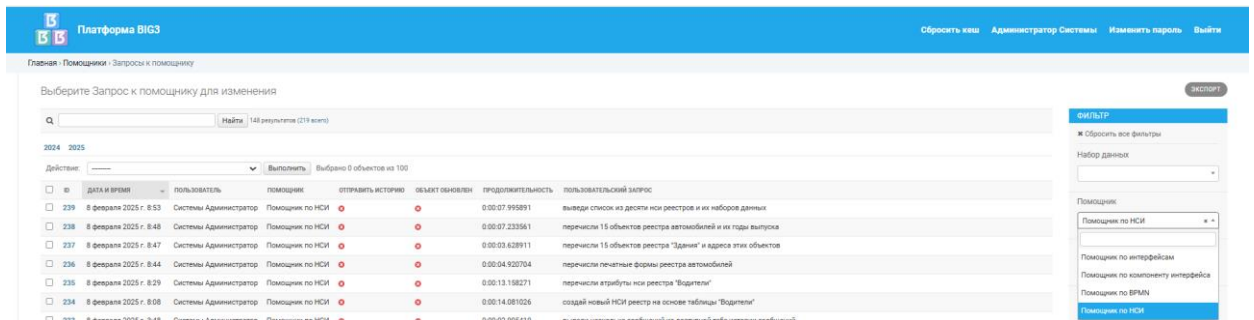 Платформа BIG3
Сбросить кеш Администратор Системы Изменить пароль Выйти
Главная › Помощники › Запросы к помощнику
Выберите Запрос к помощнику для изменения
ЭКСПОРТ
Найти 148 результатов (219 всего)
2024 2025
Действие: --------- Выполнить Выбрано 0 объектов из 100
ID ДАТА И ВРЕМЯ ПОЛЬЗОВАТЕЛЬ ПОМОЩНИК ОТПРАВИТЬ ИСТОРИЮ ОБЪЕКТ ОБНОВЛЕН ПРОДОЛЖИТЕЛЬНОСТЬ ПОЛЬЗОВАТЕЛЬСКИЙ ЗАПРОС
239 8 февраля 2025 г. 8:53 Системы Администратор Помощник по НСИ 0:00:07.995891 выведи список из десяти нси реестров и их наборов данных
238 8 февраля 2025 г. 8:48 Системы Администратор Помощник по НСИ 0:00:07.233561 перечисли 15 объектов реестра автомобилей и их годы выпуска
237 8 февраля 2025 г. 8:47 Системы Администратор Помощник по НСИ 0:00:03.628911 перечисли 15 объектов реестра "Здания" и адреса этих объектов
236 8 февраля 2025 г. 8:44 Системы Администратор Помощник по НСИ 0:00:04.920704 перечисли печатные формы реестра автомобилей
235 8 февраля 2025 г. 8:29 Системы Администратор Помощник по НСИ 0:00:13.158271 перечисли атрибуты нси реестра "Водители"
234 8 февраля 2025 г. 8:08 Системы Администратор Помощник по НСИ 0:00:14.081026 создай новый НСИ реестр на основе таблицы "Водители"
ФИЛЬТР
Сбросить все фильтры
Набор данных
Помощник
Помощник по НСИ
Помощник по интерфейсам
Помощник по компоненту интерфейса
Помощник по BPMN
Помощник по НСИ